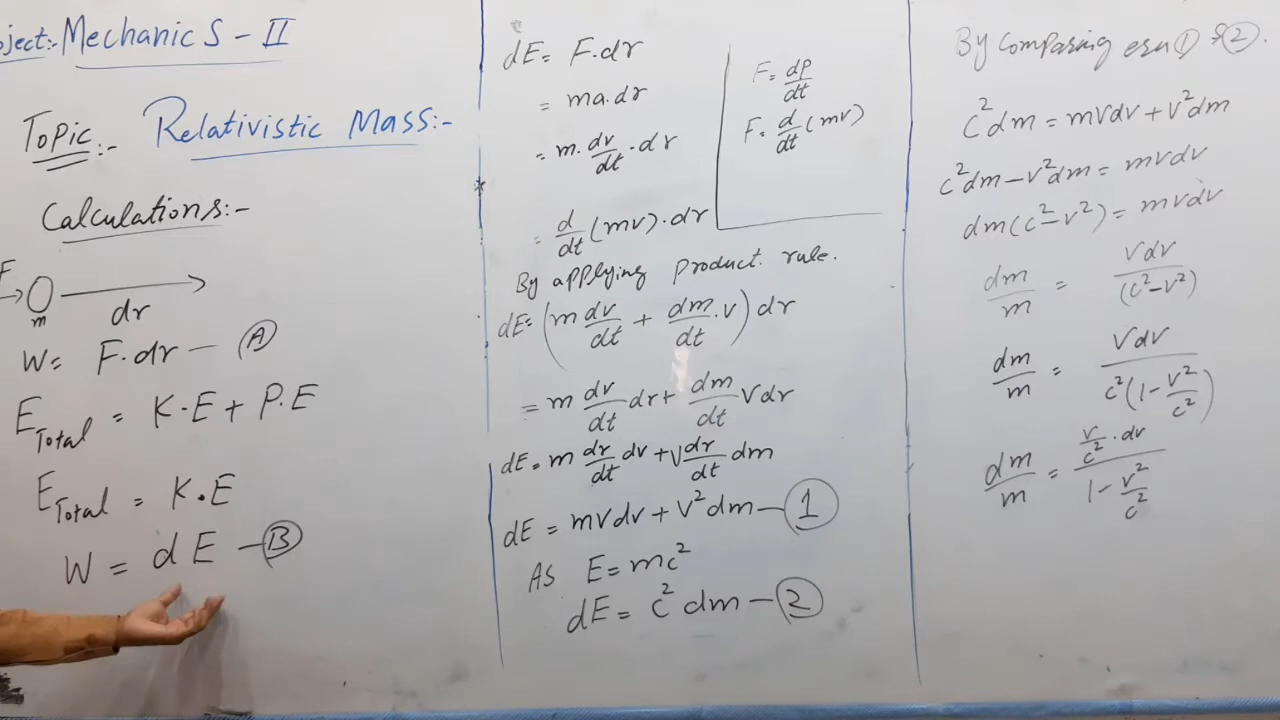 ject:- Mechanics - II
Topic:- Relativistic Mass:-
Calculations:-
F
m
dr
W = F.dr — (A)
E Total = K.E + P.E
E Total = K.E
W = dE — (B)
dE = F.dr
= ma.dr
= m.dv/dt.dr
= d/dt(mv).dr
By applying product. rule.
dE = (m dv/dt + dm/dt.v)dr
= m dv/dt dr + dm/dt vdr
dE = m dr/dt dv + v dr/dt dm
dE = mvdv + v²dm — (1)
As E = mc²
dE = c²dm — (2)
F = dP/dt
F = d/dt(mv)
By comparing eqn (1) & (2).
c²dm = mvdv + v²dm
c²dm - v²dm = mvdv
dm(c² - v²) = mvdv
dm/m = vdv/(c² - v²)
dm/m = vdv/c²(1 - v²/c²)
dm/m = v/c².dv/1 - v²/c²